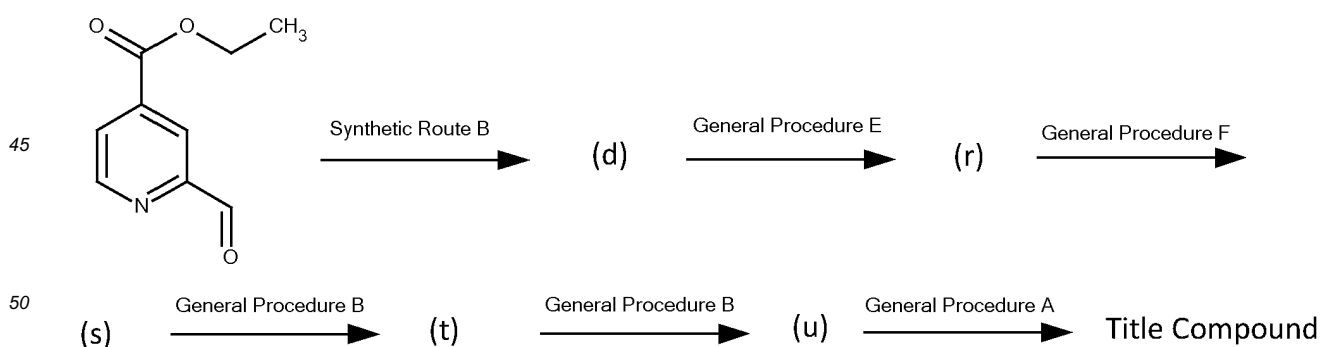 O
O
CH3
45
Synthetic Route B
(d)
General Procedure E
(r)
General Procedure F
N
O
50
(s)
General Procedure B
(t)
General Procedure B
(u)
General Procedure A
Title Compound